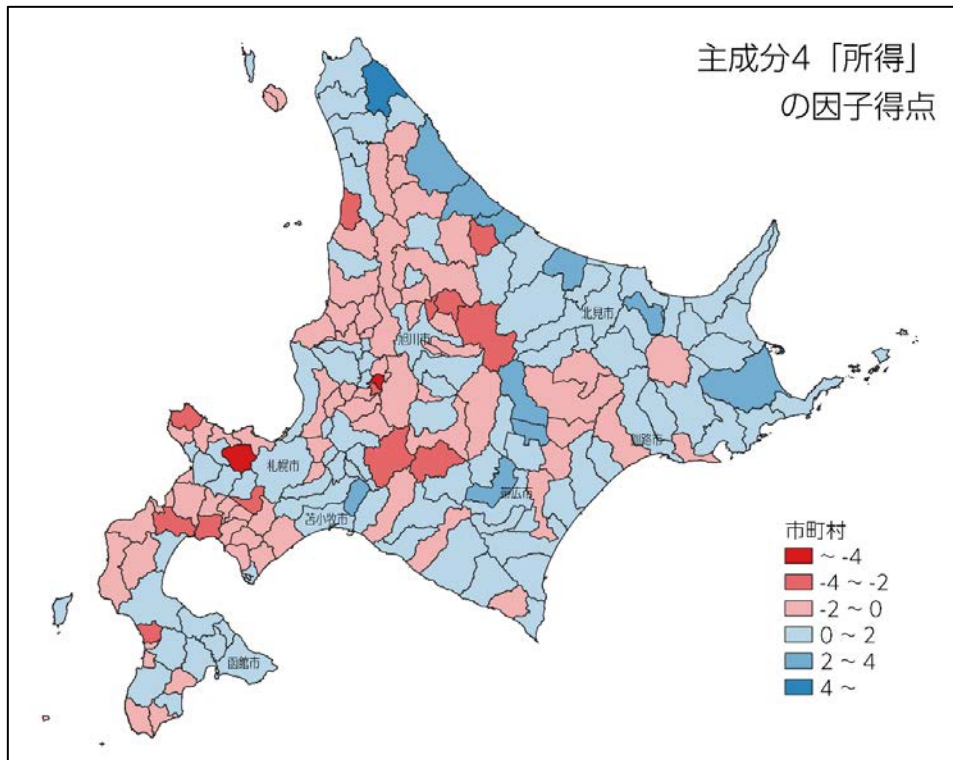 主成分4「所得」
の因子得点
北見市
旭川市
釧路市
札幌市
帯広市
苫小牧市
函館市
市町村
～ -4
-4 ～ -2
-2 ～ 0
0 ～ 2
2 ～ 4
4 ～